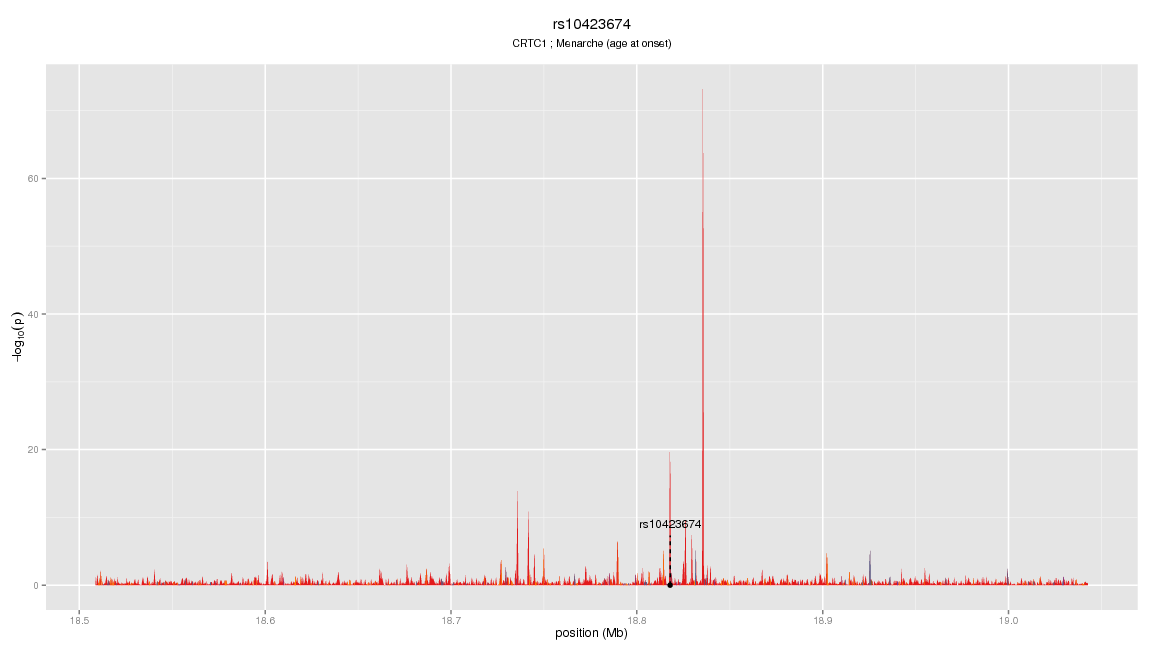 rs10423674
CRTC1 ; Menarche (age at onset)
−log10(p)
60
40
20
0
rs10423674
18.5 18.6 18.7 18.8 18.9 19.0
position (Mb)